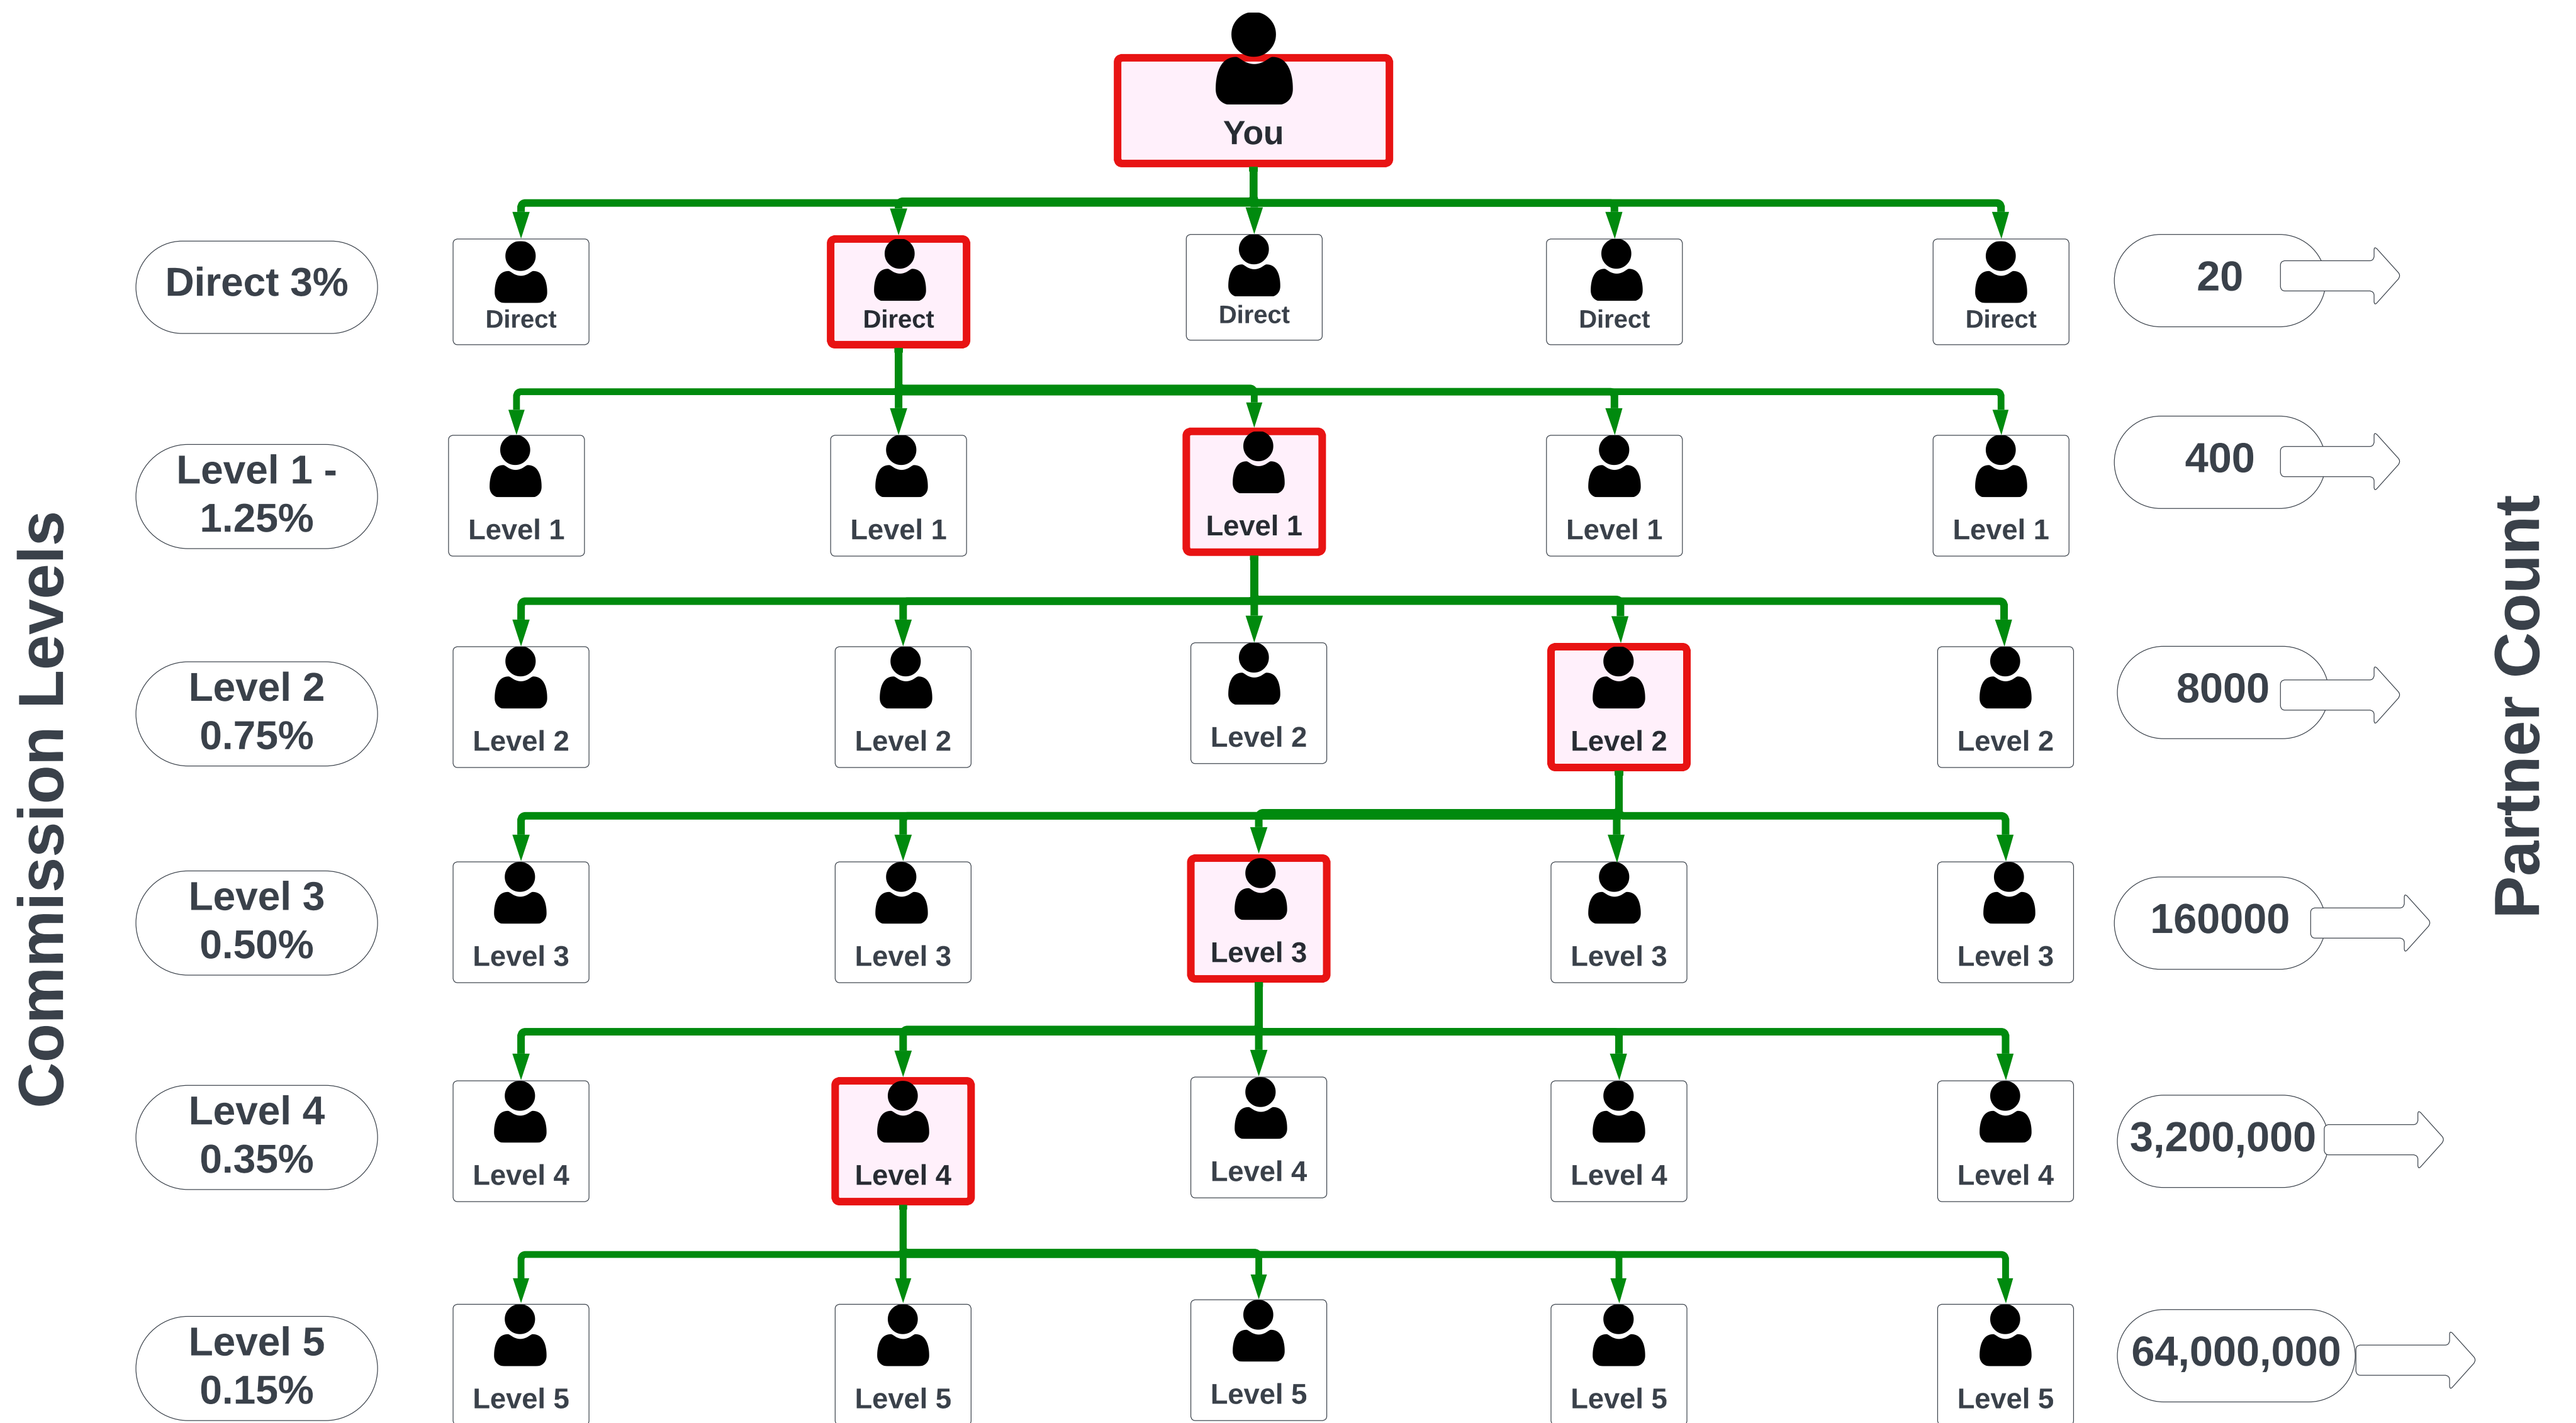 You
Direct 3%
Direct
Direct
Direct
Direct
Direct
20
Level 1 -
1.25%
Level 1
Level 1
Level 1
Level 1
Level 1
400
Commission Levels
Partner Count
Level 2
0.75%
Level 2
Level 2
Level 2
Level 2
Level 2
8000
Level 3
0.50%
Level 3
Level 3
Level 3
Level 3
Level 3
160000
Level 4
0.35%
Level 4
Level 4
Level 4
Level 4
Level 4
3,200,000
Level 5
0.15%
Level 5
Level 5
Level 5
Level 5
Level 5
64,000,000